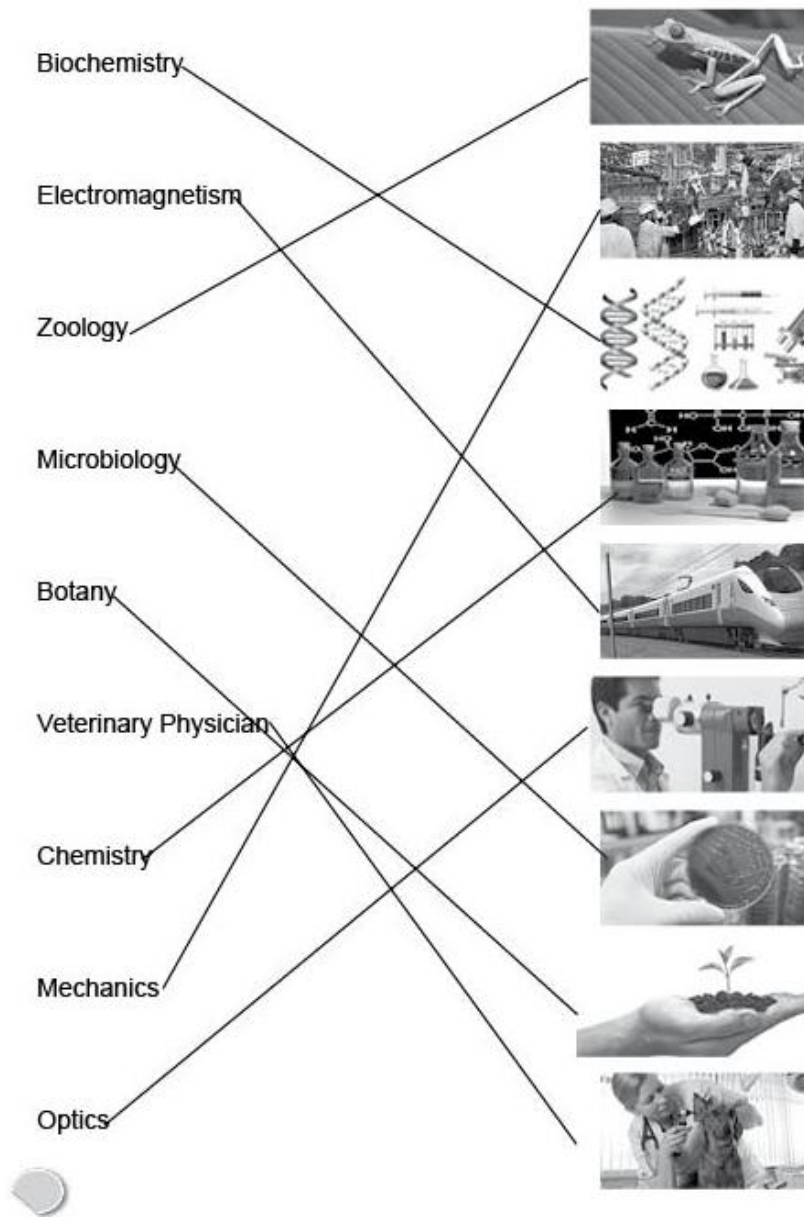 Biochemistry
Electromagnetism
Zoology
Microbiology
Botany
Veterinary Physician
Chemistry
Mechanics
Optics